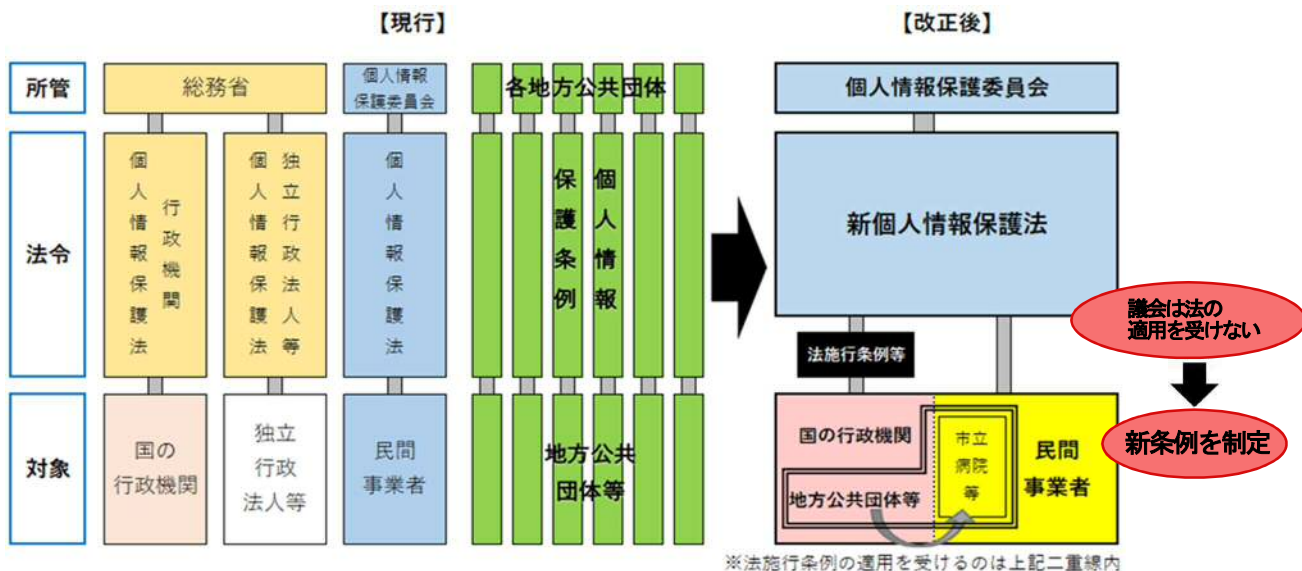 【現行】
【改正後】
所管
総務省
個人情報
保護委員会
各地方公共団体
個人情報保護委員会
法令
行政機関
個人情報保護法
独立行政法人等
個人情報保護法
個人情報保護法
個人情報
保護条例
新個人情報保護法
議会は法の
適用を受けない
法施行条例等
新条例を制定
対象
国の
行政機関
独立
行政
法人等
民間
事業者
地方公共
団体等
国の行政機関
地方公共団体等
市立
病院
等
民間
事業者
※法施行条例の適用を受けるのは上記二重線内